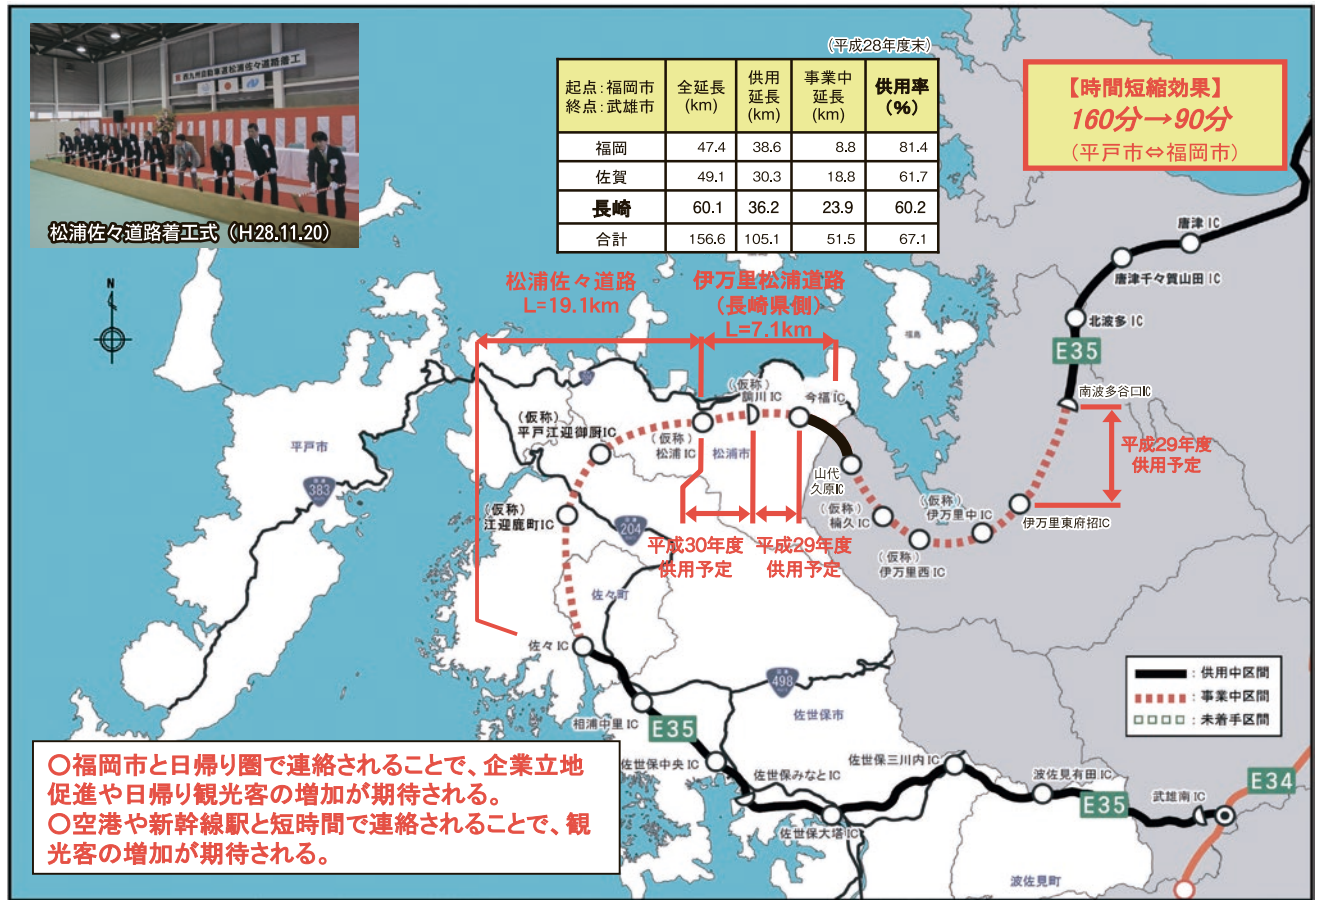 西九州自動車道松浦佐々道路着工
松浦佐々道路着工式（H28.11.20）
（平成28年度末）
起点：福岡市
終点：武雄市
全延長
(km)
供用
延長
(km)
事業中
延長
(km)
供用率
(%)
福岡 47.4 38.6 8.8 81.4
佐賀 49.1 30.3 18.8 61.7
長崎 60.1 36.2 23.9 60.2
合計 156.6 105.1 51.5 67.1
【時間短縮効果】
160分→90分
（平戸市⇔福岡市）
N
松浦佐々道路
L=19.1km
伊万里松浦道路
（長崎県側）
L=7.1km
福島
唐津 IC
唐津千々賀山田 IC
北波多 IC
E35
南波多谷口IC
平成29年度
供用予定
伊万里東府招IC
（仮称）
伊万里中 IC
（仮称）
伊万里西 IC
（仮称）
楠久 IC
山代
久原IC
今福 IC
（仮称）
調川 IC
（仮称）
松浦 IC
松浦市
（仮称）
平戸江迎御厨IC
（仮称）
江迎鹿町IC
平成30年度
供用予定
平成29年度
供用予定
平戸市
383
204
佐々町
佐々 IC
498
佐世保市
相浦中里 IC
E35
佐世保中央 IC
佐世保みなと IC
佐世保大塔 IC
佐世保三川内 IC
波佐見有田 IC
E35
武雄南 IC
E34
波佐見町
：供用中区間
：事業中区間
：未着手区間
○福岡市と日帰り圏で連絡されることで、企業立地
促進や日帰り観光客の増加が期待される。
○空港や新幹線駅と短時間で連絡されることで、観
光客の増加が期待される。